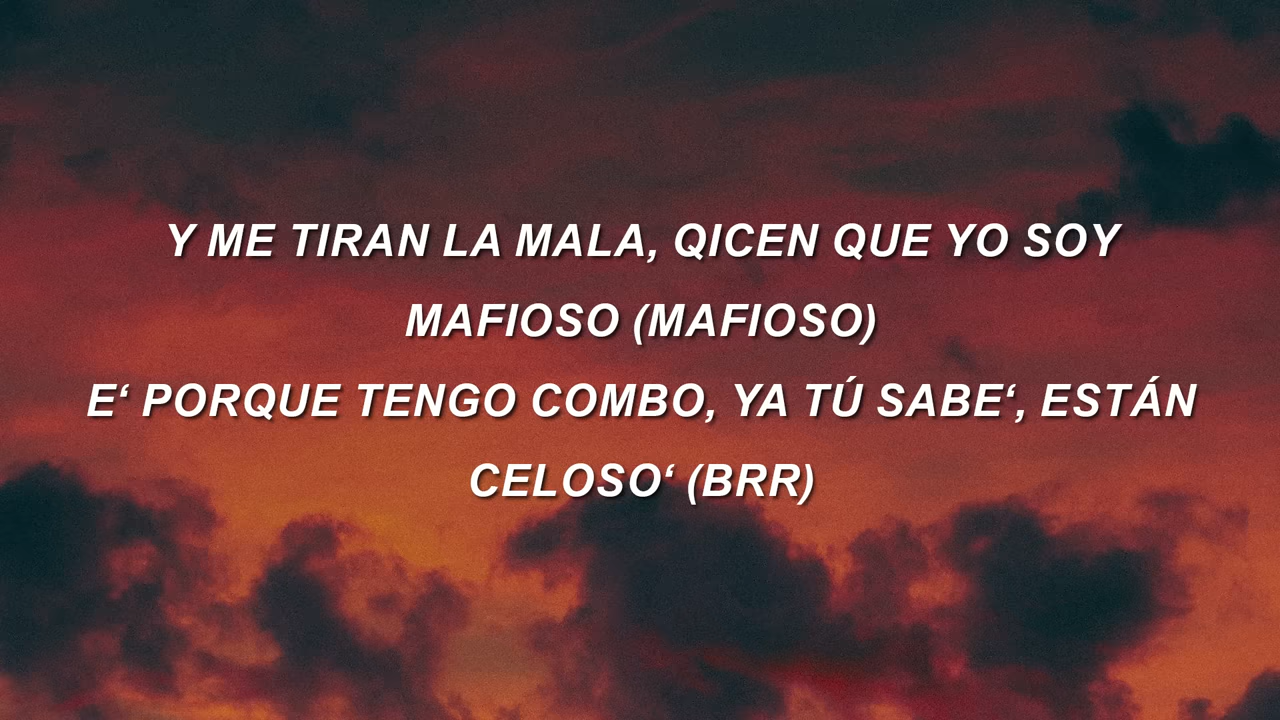 Y ME TIRAN LA MALA, QICEN QUE YO SOY
MAFIOSO (MAFIOSO)
E‘ PORQUE TENGO COMBO, YA TÚ SABE‘, ESTÁN
CELOSO‘ (BRR)